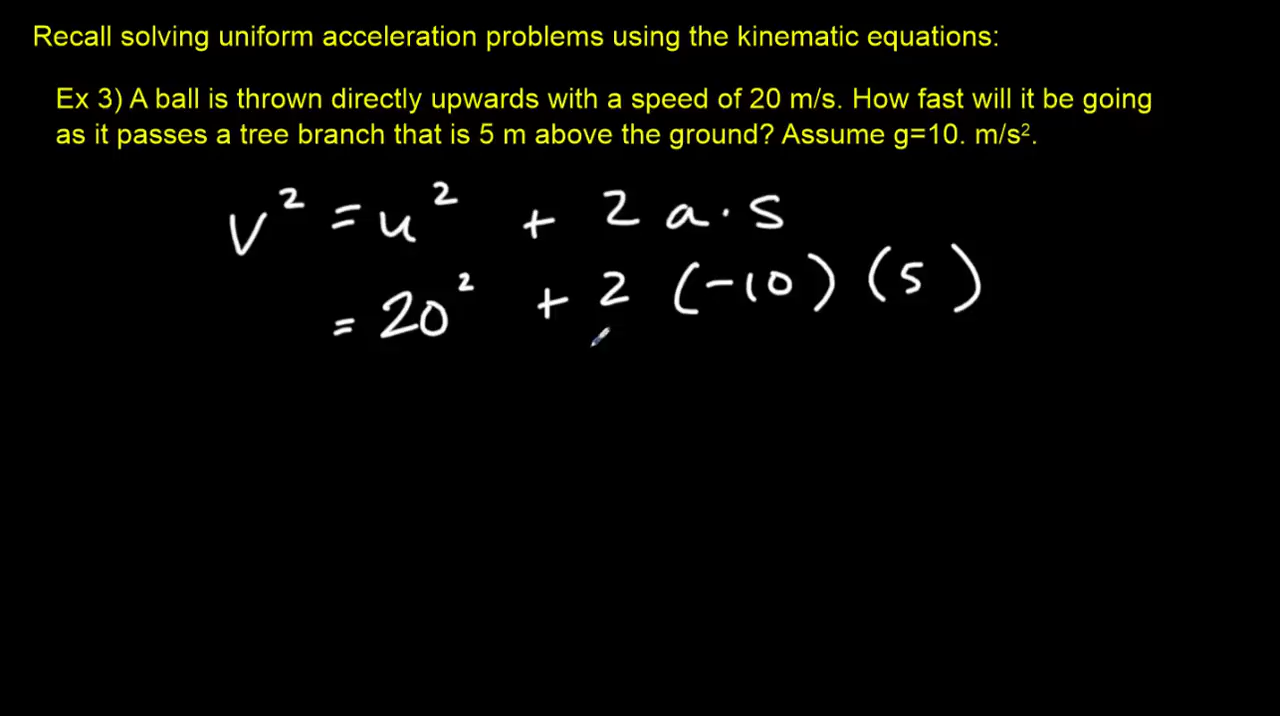 Recall solving uniform acceleration problems using the kinematic equations:
Ex 3) A ball is thrown directly upwards with a speed of 20 m/s. How fast will it be going
as it passes a tree branch that is 5 m above the ground? Assume g=10. m/s².
v² = u² + 2 a · s
= 20² + 2 (-10) (5)